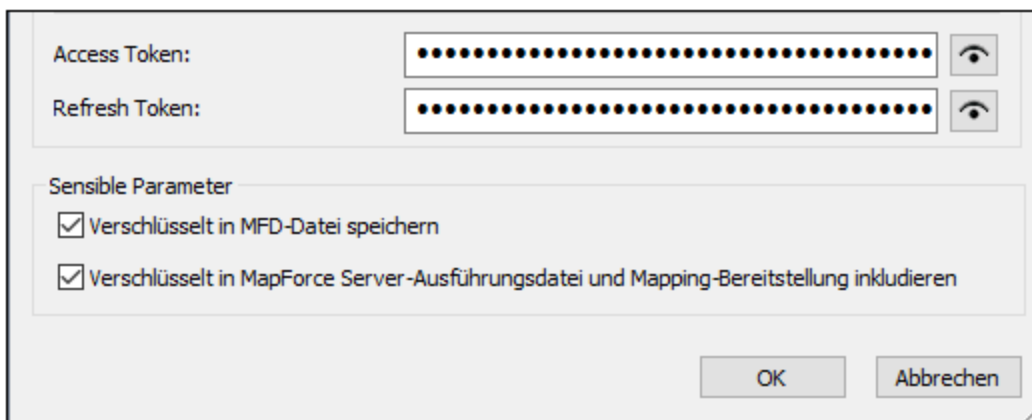 Access Token:
●●●●●●●●●●●●●●●●●●●●●●●●●●●●●●●●●●●●●
Refresh Token:
●●●●●●●●●●●●●●●●●●●●●●●●●●●●●●●●●●●●●
Sensible Parameter
Verschlüsselt in MFD-Datei speichern
Verschlüsselt in MapForce Server-Ausführungsdatei und Mapping-Bereitstellung inkludieren
OK Abbrechen